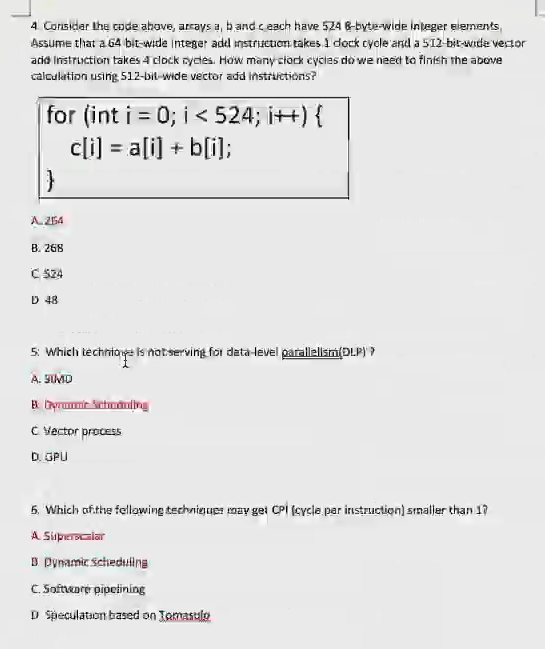 4. Consider the code above, arrays a, b and c each have 524 8-byte-wide integer elements.
Assume that a 64-bit-wide integer add instruction takes 1 clock cycle and a 512-bit-wide vector
add instruction takes 4 clock cycles. How many clock cycles do we need to finish the above
calculation using 512-bit-wide vector add instructions?
for (int i = 0; i < 524; i++) {
c[i] = a[i] + b[i];
}
A. 264
B. 268
C. 524
D. 48
5. Which technique is not serving for data-level parallelism(DLP) ?
A. SIMD
B. Dynamic Scheduling
C. Vector process
D. GPU
6. Which of the following techniques may get CPI (cycle per instruction) smaller than 1?
A. Superscalar
B. Dynamic Scheduling
C. Software pipelining
D. Speculation based on Tomasulo